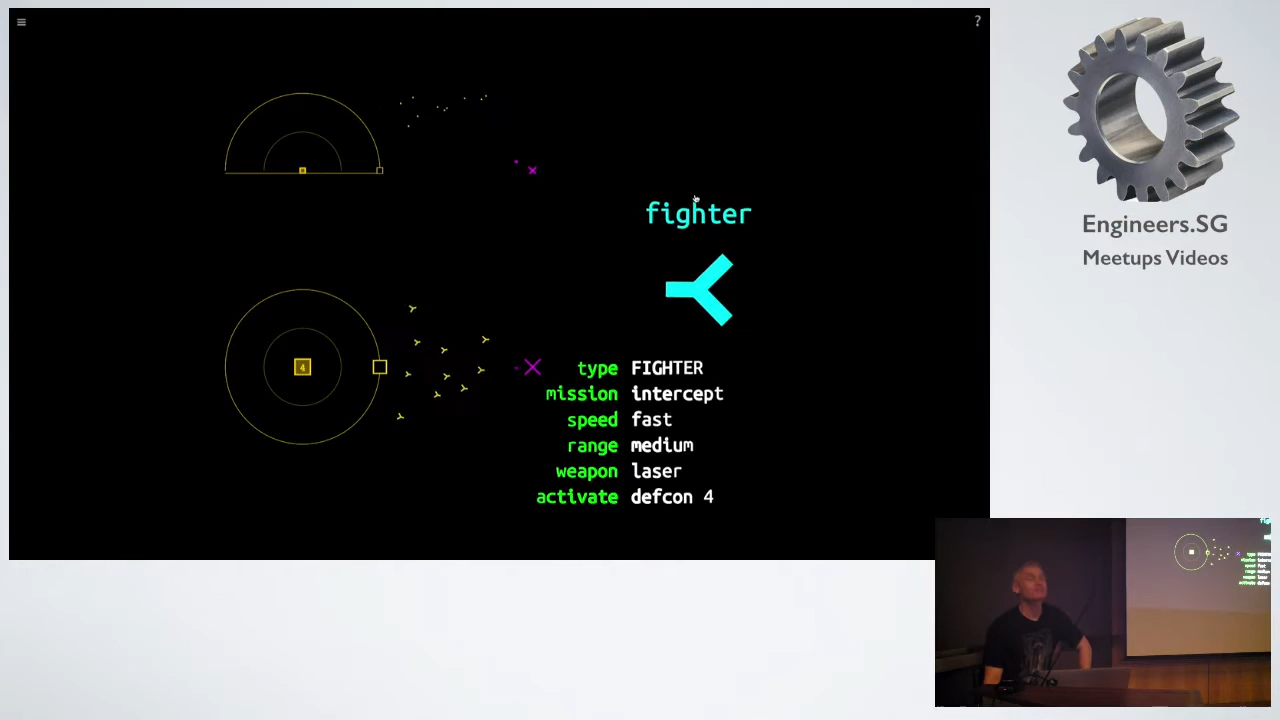 ?
fighter
4
type FIGHTER
mission intercept
speed fast
range medium
weapon laser
activate defcon 4
Engineers.SG
Meetups Videos